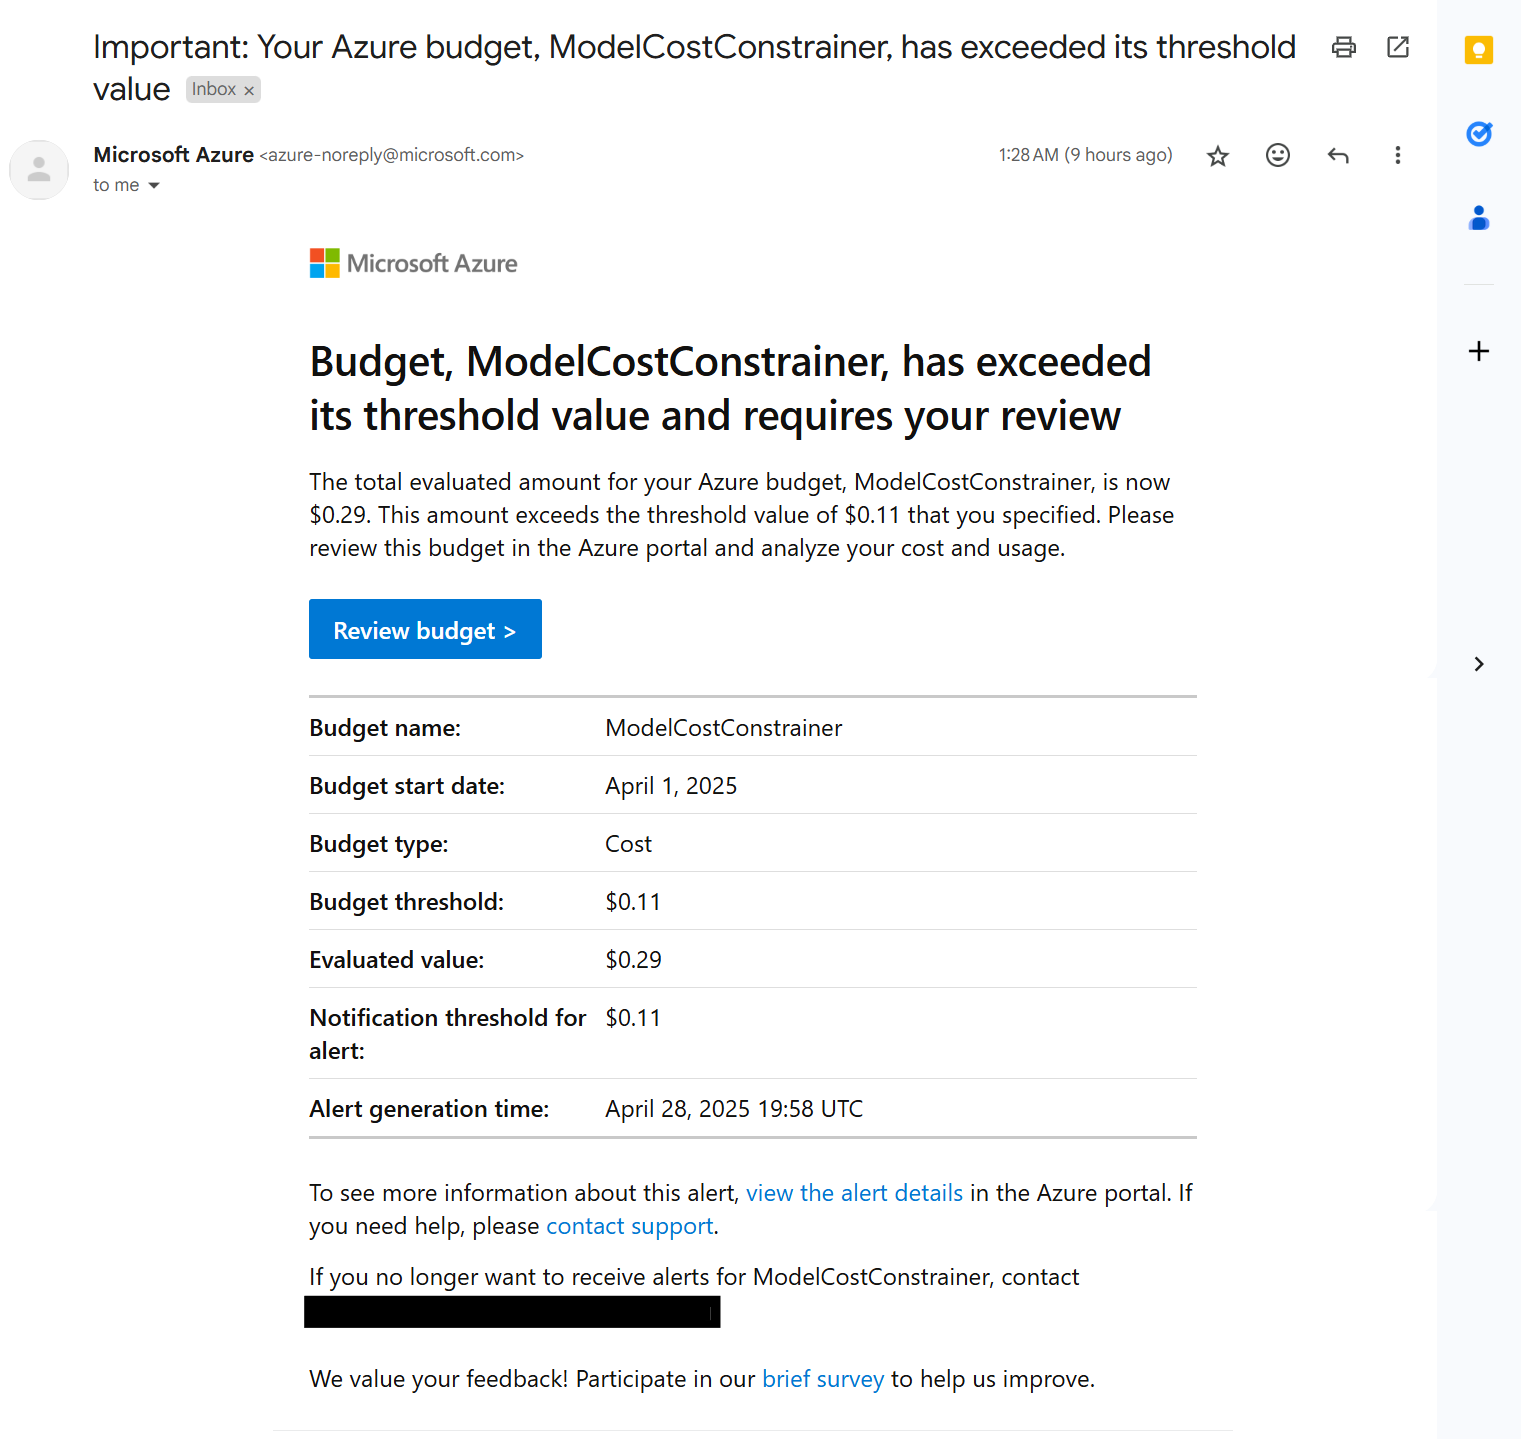 Important: Your Azure budget, ModelCostConstrainer, has exceeded its threshold
value Inbox ×
Microsoft Azure <azure-noreply@microsoft.com>
1:28 AM (9 hours ago)
to me
Microsoft Azure
Budget, ModelCostConstrainer, has exceeded
its threshold value and requires your review
The total evaluated amount for your Azure budget, ModelCostConstrainer, is now
$0.29. This amount exceeds the threshold value of $0.11 that you specified. Please
review this budget in the Azure portal and analyze your cost and usage.
Review budget >
Budget name: ModelCostConstrainer
Budget start date: April 1, 2025
Budget type: Cost
Budget threshold: $0.11
Evaluated value: $0.29
Notification threshold for $0.11
alert:
Alert generation time: April 28, 2025 19:58 UTC
To see more information about this alert, view the alert details in the Azure portal. If
you need help, please contact support.
If you no longer want to receive alerts for ModelCostConstrainer, contact
We value your feedback! Participate in our brief survey to help us improve.